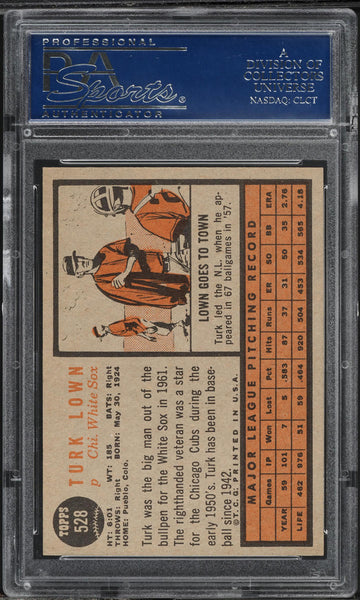 PROFESSIONAL
PSA
Sports
®
AUTHENTICATOR
A
DIVISION OF
COLLECTORS
UNIVERSE
NASDAQ: CLCT
TOPPS
528
TURK LOWN
p Chi. White Sox
HT: 6:01 WT: 185 BATS: Right
THROWS: Right BORN: May 30, 1924
HOME: Pueblo, Colo.
Turk was the big man out of the
bullpen for the White Sox in 1961.
The righthanded veteran was a star
for the Chicago Cubs during the
early 1950's. Turk has been in base-
ball since 1942.
© T. C. G. PRINTED IN U.S.A.
LOWN GOES TO TOWN
Turk led the N.L. when he ap-
peared in 67 ballgames in '57.
MAJOR LEAGUE PITCHING RECORD
Games IP Won Lost Pct Hits Runs ER SO BB ERA
YEAR 59 101 7 5 .583 87 37 31 50 35 2.76
LIFE 462 976 51 59 .464 920 504 453 534 565 4.18